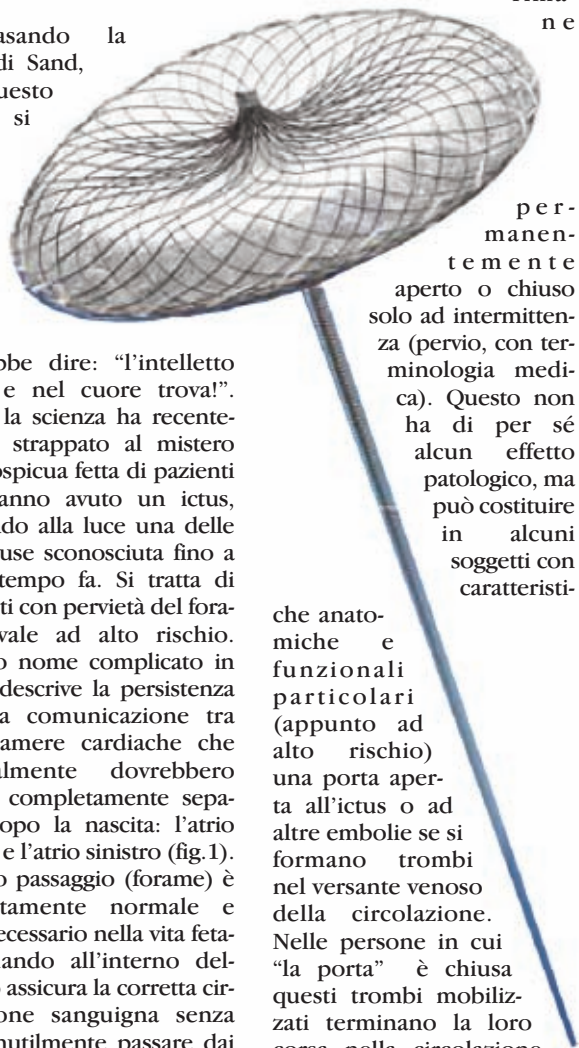 asando la
di Sand,
uesto
si
bbe dire: “l’intelletto
e nel cuore trova!”.
la scienza ha recente-
strappato al mistero
ospicua fetta di pazienti
anno avuto un ictus,
ndo alla luce una delle
use sconosciuta fino a
tempo fa. Si tratta di
ti con pervietà del fora-
vale ad alto rischio.
o nome complicato in
descrive la persistenza
a comunicazione tra
amere cardiache che
almente dovrebbero
completamente sepa-
opo la nascita: l’atrio
e l’atrio sinistro (fig.1).
o passaggio (forame) è
tamente normale e
ecessario nella vita feta-
ando all’interno del-
o assicura la corretta cir-
one sanguigna senza
nutilmente passare dai
n e
per-
manen-
temente
aperto o chiuso
solo ad intermitten-
za (pervio, con ter-
minologia medi-
ca). Questo non
ha di per sé
alcun effetto
patologico, ma
può costituire
in alcuni
soggetti con
caratteristi-
che anato-
miche e
funzionali
particolari
(appunto ad
alto rischio)
una porta aper-
ta all’ictus o ad
altre embolie se si
formano trombi
nel versante venoso
della circolazione.
Nelle persone in cui
“la porta” è chiusa
questi trombi mobiliz-
zati terminano la loro
corsa nella circolazione